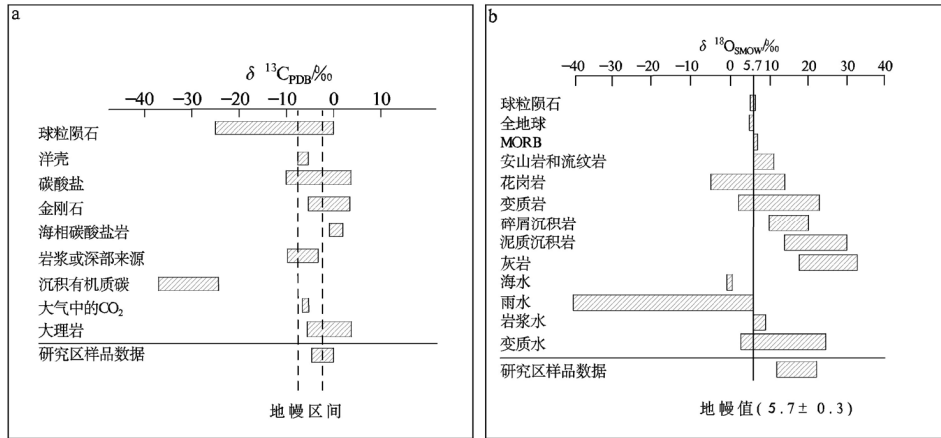 a
δ ¹³C_PDB/‰
−40 −30 −20 −10 0 10
球粒陨石
洋壳
碳酸盐
金刚石
海相碳酸盐岩
岩浆或深部来源
沉积有机质碳
大气中的CO₂
大理岩
研究区样品数据
地幔区间
b
δ ¹⁸O_SMOW/‰
−40 −30 −20 −10 0 5.7 10 20 30 40
球粒陨石
全地球
MORB
安山岩和流纹岩
花岗岩
变质岩
碎屑沉积岩
泥质沉积岩
灰岩
海水
雨水
岩浆水
变质水
研究区样品数据
地幔值(5.7± 0.3)